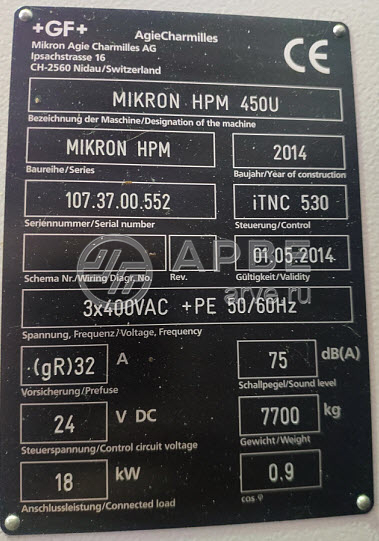 +GF+
AgieCharmilles
Mikron Agie Charmilles AG
Ipsachstrasse 16
CH-2560 Nidau/Switzerland
CE
MIKRON HPM 450U
Bezeichnung der Maschine/Designation of the machine
MIKRON HPM
2014
Baureihe/Series
Baujahr/Year of construction
107.37.00.552
iTNC 530
Seriennummer/Serial number
Steuerung/Control
01.05.2014
Schema Nr./Wiring Diagr. No.
Rev.
Gültigkeit/Validity
АРВЕ
arve.ru
3x400VAC +PE 50/60Hz
Spannung, Frequenz/Voltage, Frequency
(gR)32 A
75 dB(A)
Vorsicherung/Prefuse
Schallpegel/Sound level
24 V DC
7700 kg
Steuerspannung/Control circuit voltage
Gewicht/Weight
18 kW
0.9
Anschlussleistung/Connected load
cos φ